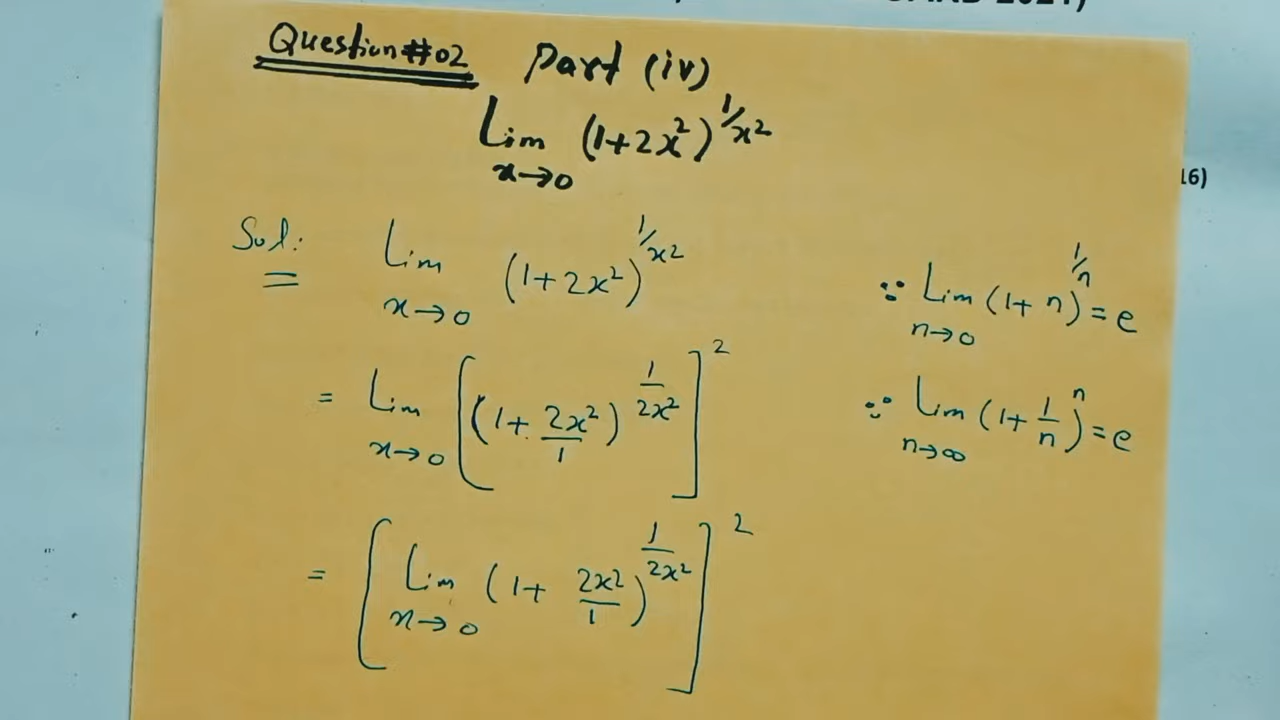 Question#02 Part (iv)
Lim x→0 (1+2x²)^1/x²
16)
Sol: Lim x→0 (1+2x²)^1/x²
∵ Lim n→0 (1+n)^1/n = e
= Lim x→0 [(1+2x²/1)^1/2x²]^2
∵ Lim n→∞ (1+1/n)^n = e
= [Lim x→0 (1+2x²/1)^1/2x²]^2